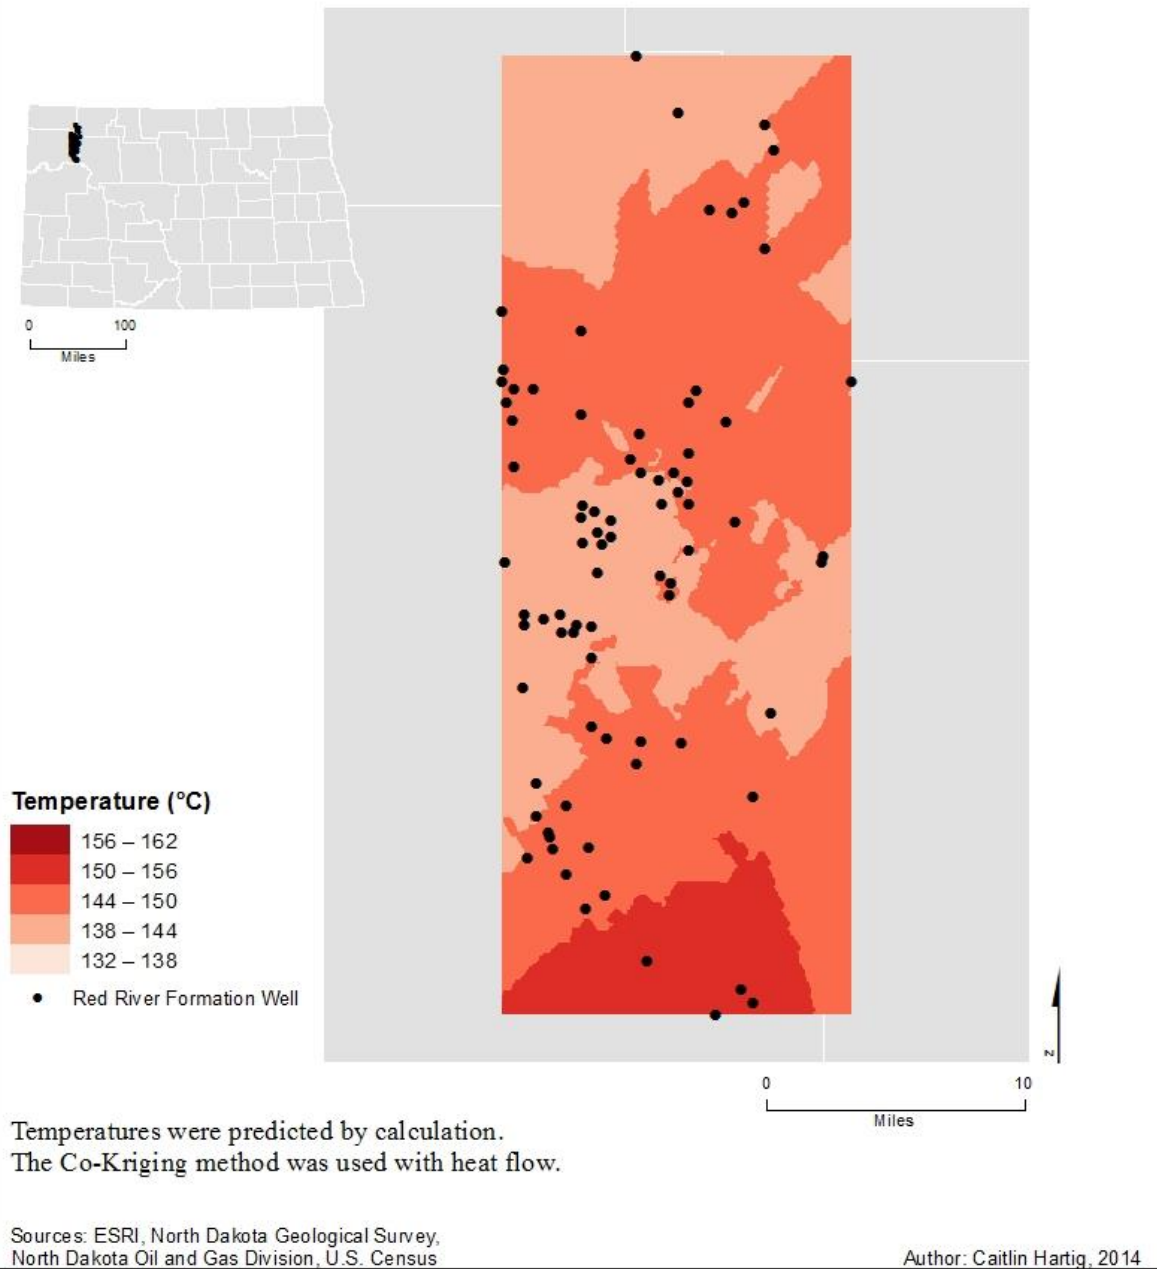 0 100
Miles
Temperature (°C)
156 – 162
150 – 156
144 – 150
138 – 144
132 – 138
Red River Formation Well
N
0 10
Miles
Temperatures were predicted by calculation.
The Co-Kriging method was used with heat flow.
Sources: ESRI, North Dakota Geological Survey,
North Dakota Oil and Gas Division, U.S. Census
Author: Caitlin Hartig, 2014